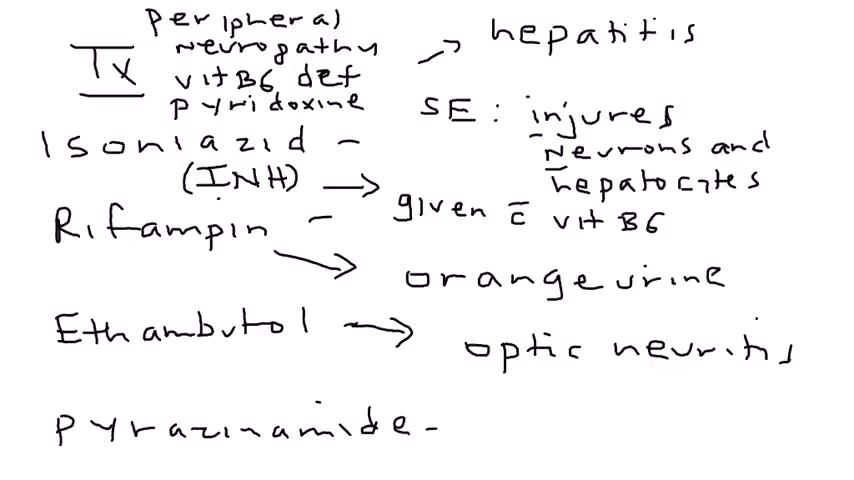 peripheral
neuropathy
Tx
vit B6 def
pyridoxine
→ hepatitis
SE: injures
neurons and
hepatocytes
Isoniazid -
(INH) → given c̅
vit B6
Rifampin -
→ orange urine
Ethambutol → optic neuritis
Pyrazinamide -